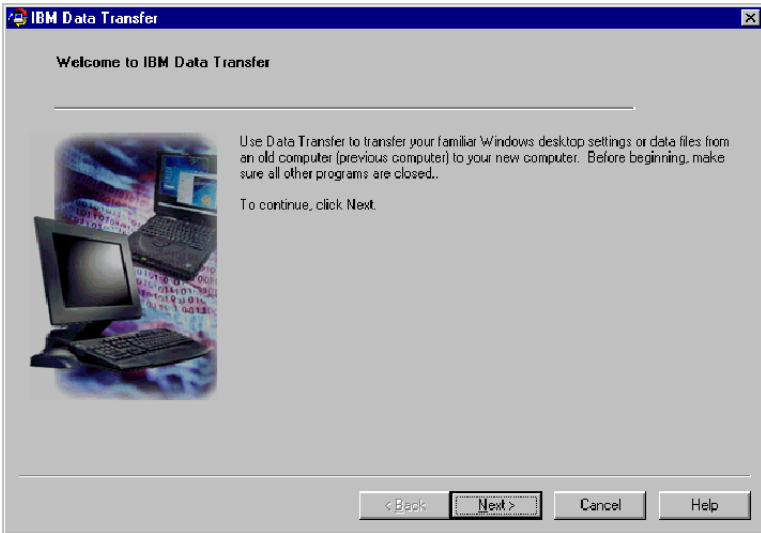 IBM Data Transfer
Welcome to IBM Data Transfer
Use Data Transfer to transfer your familiar Windows desktop settings or data files from
an old computer (previous computer) to your new computer. Before beginning, make
sure all other programs are closed..
To continue, click Next.
< Back Next > Cancel Help